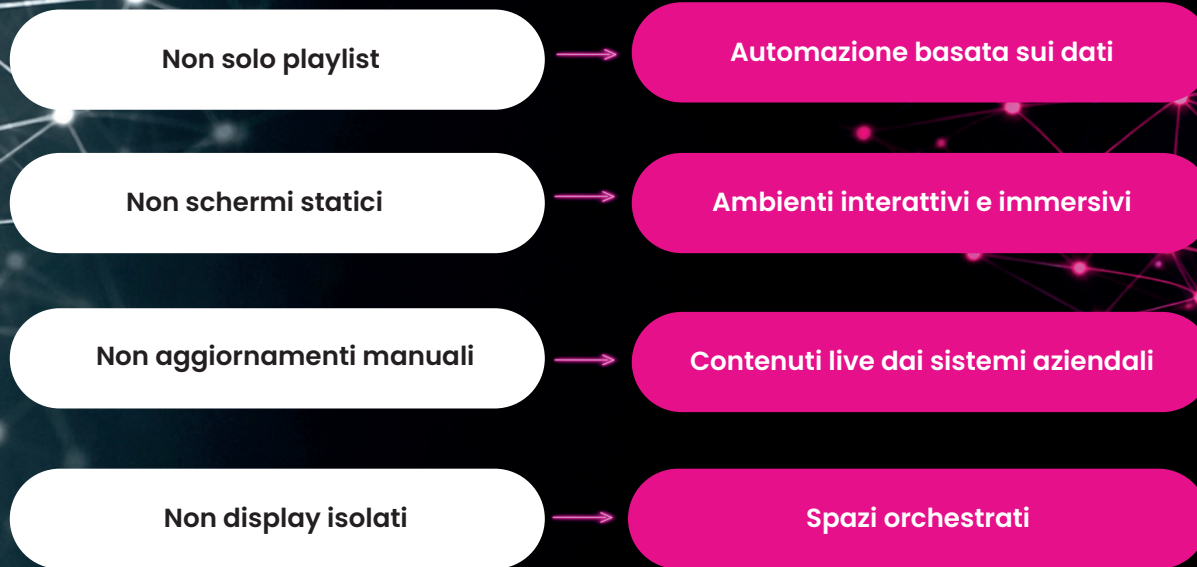 Non solo playlist
Automazione basata sui dati
Non schermi statici
Ambienti interattivi e immersivi
Non aggiornamenti manuali
Contenuti live dai sistemi aziendali
Non display isolati
Spazi orchestrati